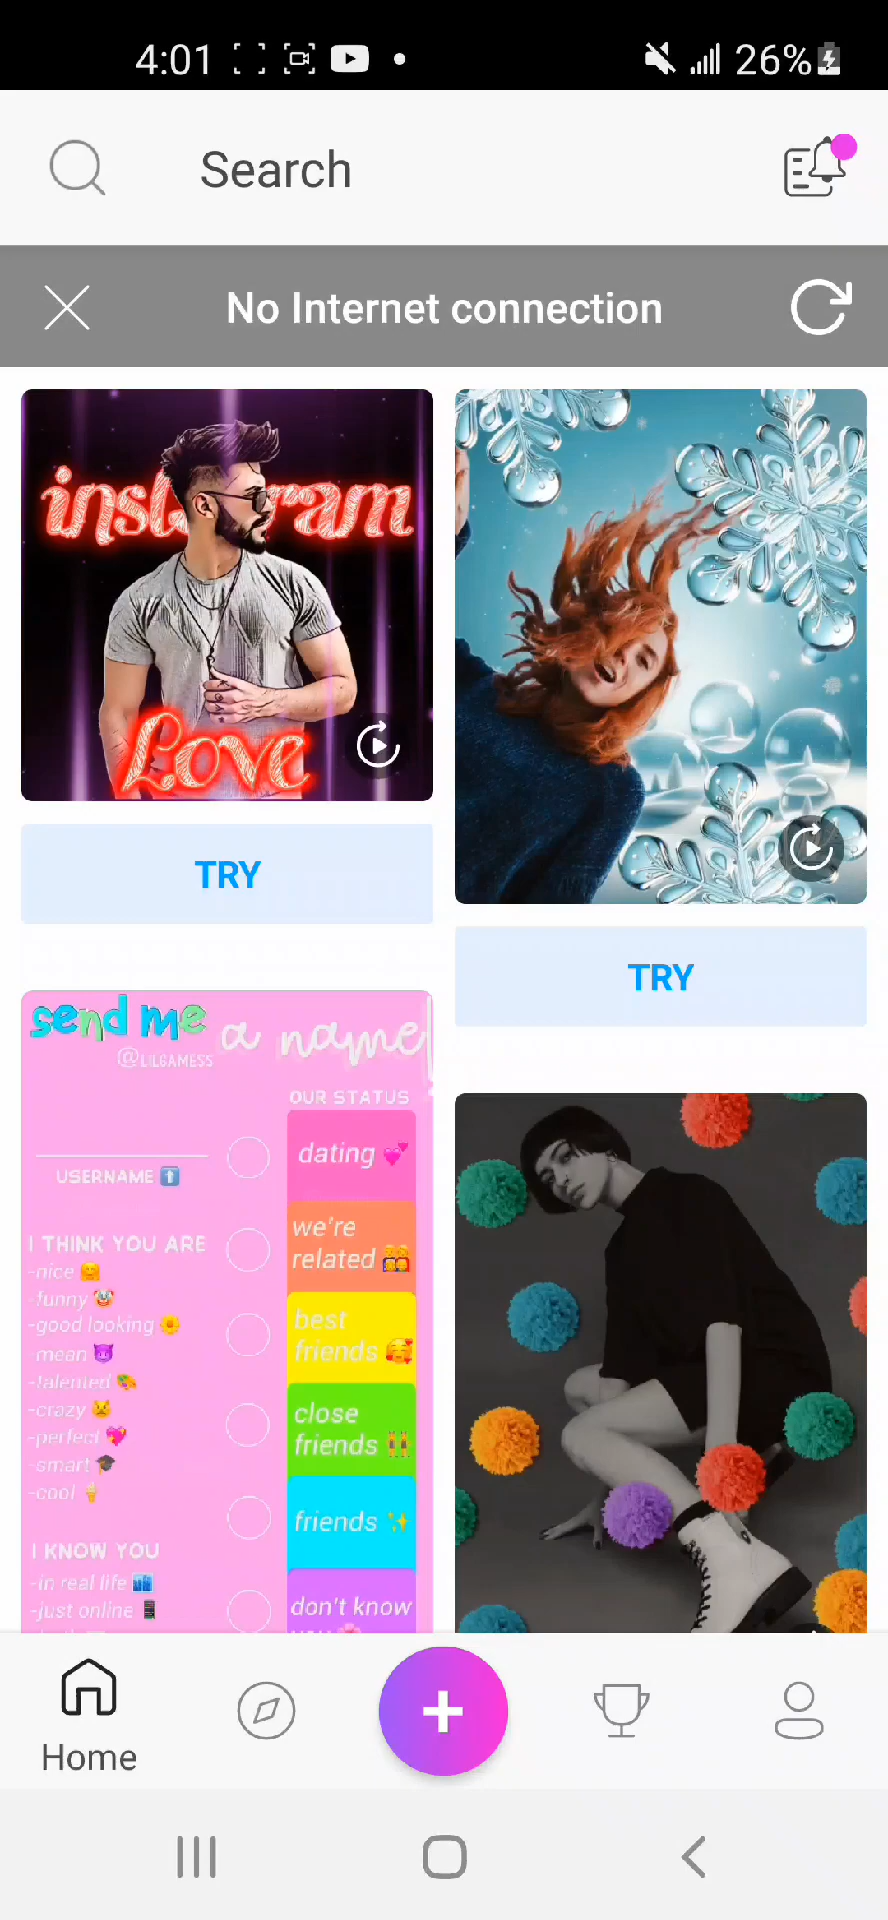 4:01
26%
Search
No Internet connection
instagram
Love
TRY
TRY
send me a name!
@LILGAMESS
OUR STATUS
dating 💞
USERNAME ⬆️
we're
related 👨‍👩‍👧‍👦
I THINK YOU ARE
-nice 🤗
-funny 🤡
-good looking 🌼
-mean 😈
-talented 🎨
-crazy 😾
-perfect 💖
-smart 🎓
-cool 🍦
best
friends 🥰
close
friends 👯
friends ✨
I KNOW YOU
-in real life 🏙️
-just online 📱
don't know
Home